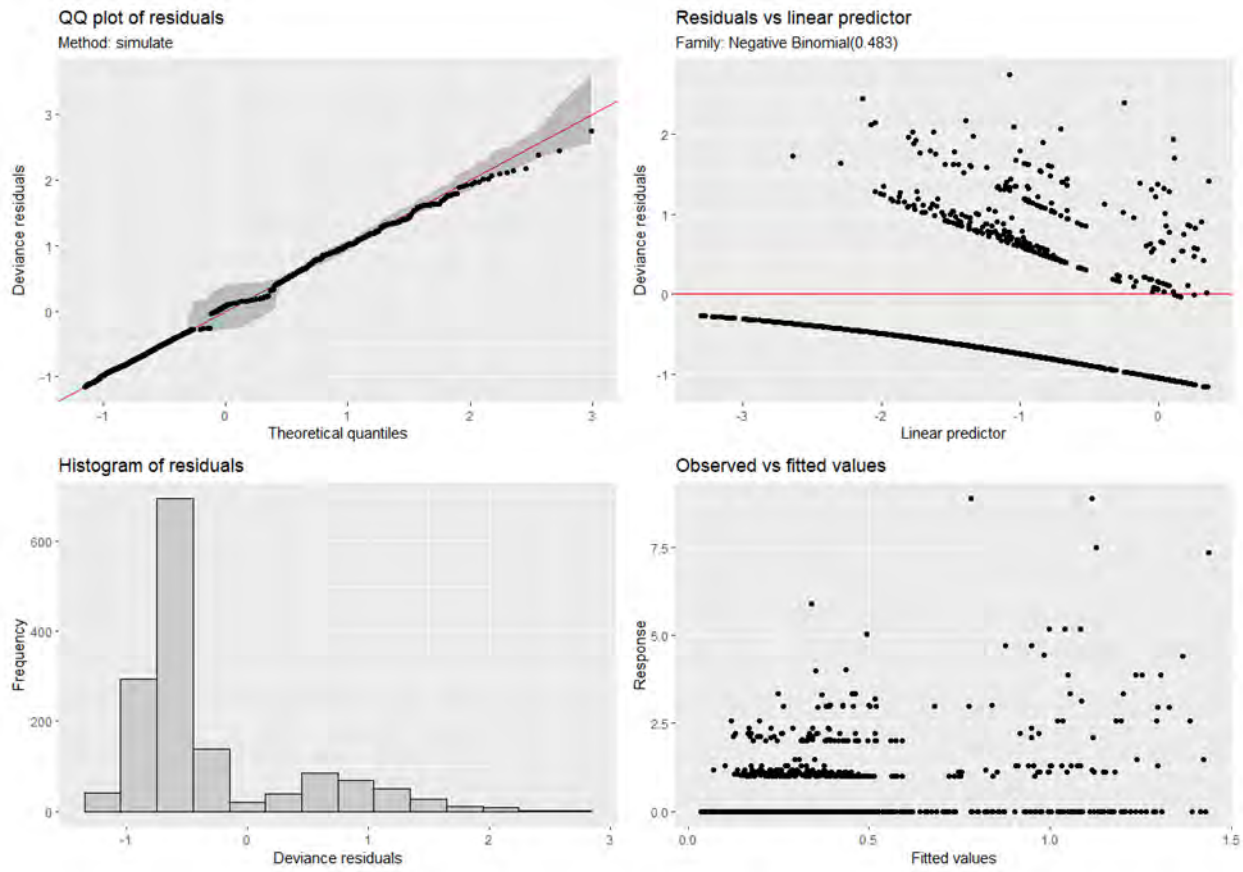 QQ plot of residuals
Method: simulate
Deviance residuals
3
2
1
0
-1
-1
0
1
2
3
Theoretical quantiles
Residuals vs linear predictor
Family: Negative Binomial(0.483)
Deviance residuals
2
1
0
-1
-3
-2
-1
0
Linear predictor
Histogram of residuals
Frequency
600
400
200
0
-1
0
1
2
3
Deviance residuals
Observed vs fitted values
Response
7.5
5.0
2.5
0.0
0.0
0.5
1.0
1.5
Fitted values